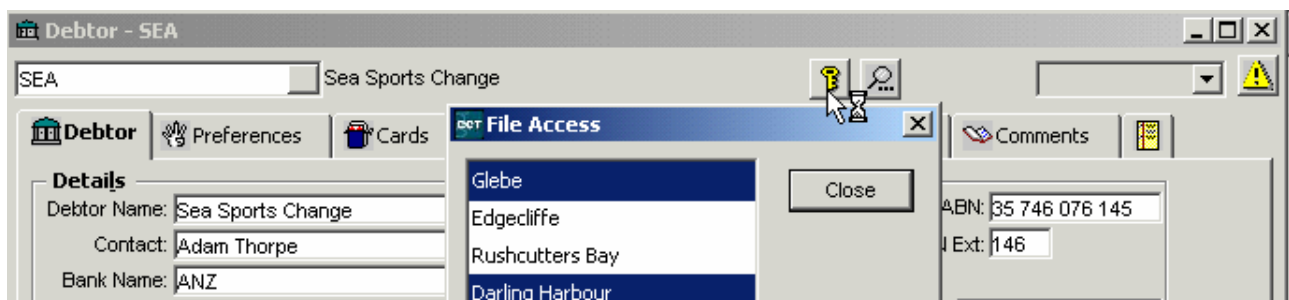 Debtor - SEA
SEA Sea Sports Change
Debtor Preferences Cards Comments
File Access
Details
Glebe
Close
Debtor Name: Sea Sports Change
Edgecliffe
ABN: 35 746 076 145
Contact: Adam Thorpe
Rushcutters Bay
Ext: 146
Bank Name: ANZ
Darling Harbour